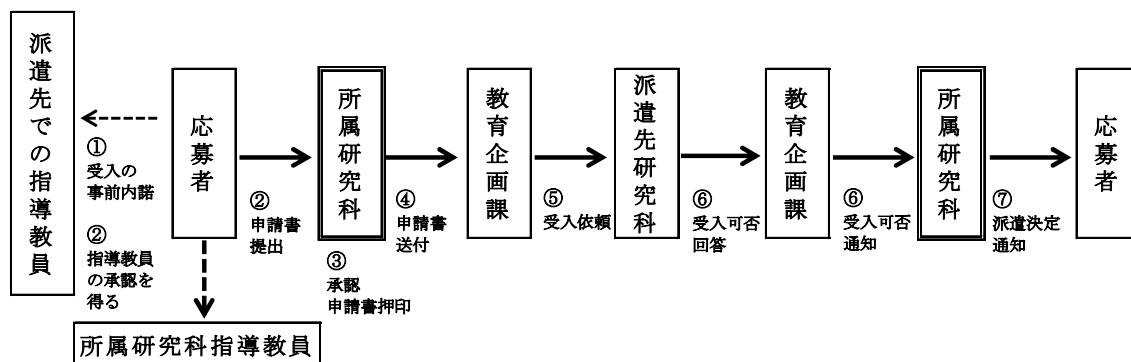 派遣先での指導教員
応募者
所属研究科
教育企画課
派遣先研究科
教育企画課
所属研究科
応募者
①
受入の
事前内諾
②
指導教員
の承認を
得る
②
申請書
提出
③
承認
申請書押印
④
申請書
送付
⑤
受入依頼
⑥
受入可否
回答
⑥
受入可否
通知
⑦
派遣決定
通知
所属研究科指導教員